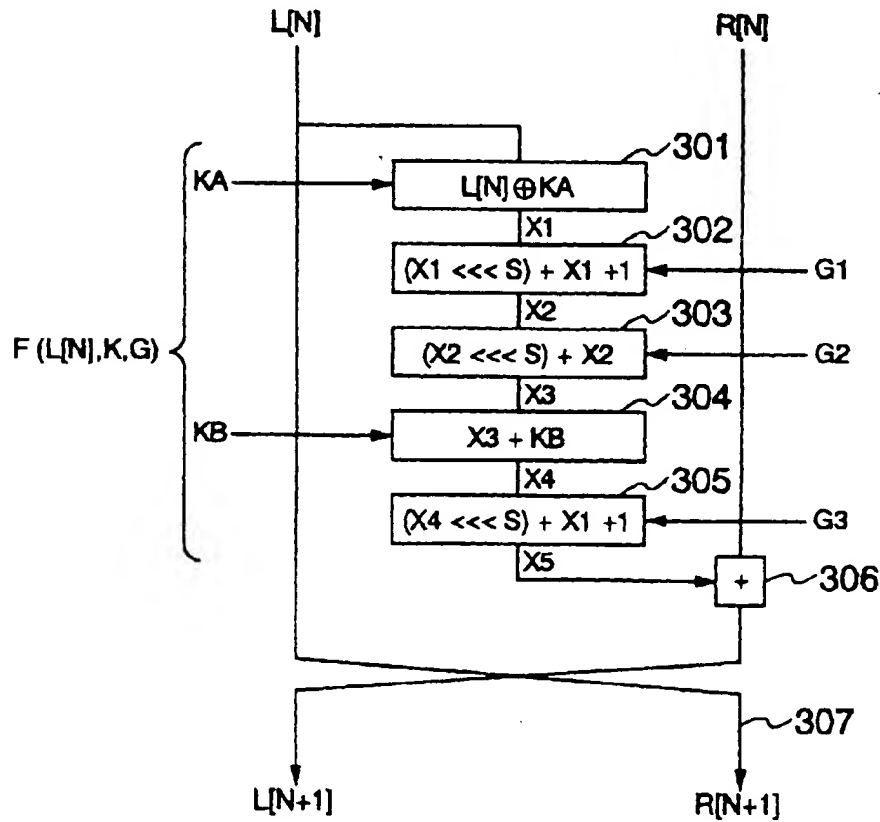 L[N]
R[N]
301
KA
L[N]⊕KA
X1
302
(X1 <<< S) + X1 +1
G1
X2
303
F (L[N],K,G)
(X2 <<< S) + X2
G2
X3
304
KB
X3 + KB
X4
305
(X4 <<< S) + X1 +1
G3
X5
+
306
307
L[N+1]
R[N+1]